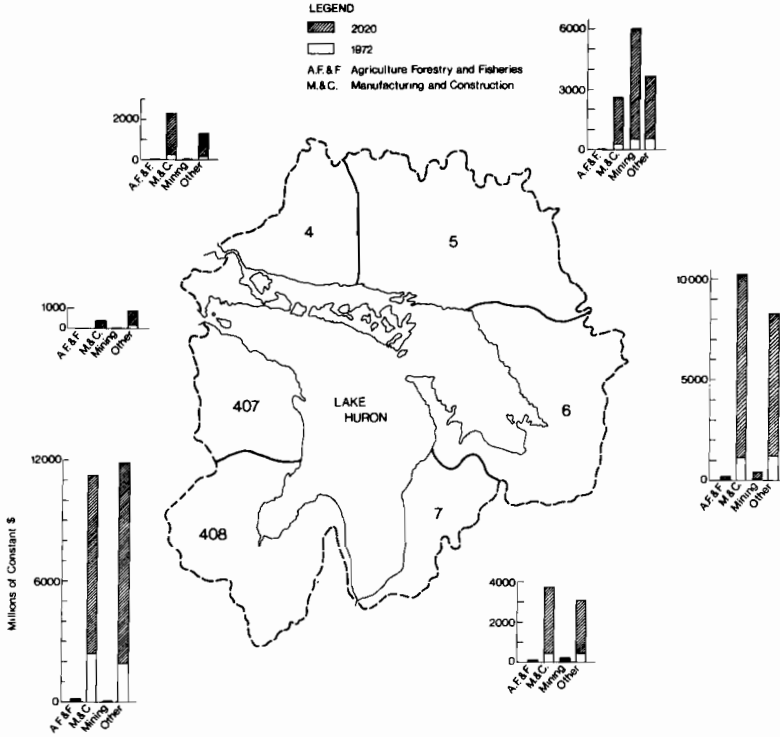 LEGEND
2020
1972
A.F.& F Agriculture Forestry and Fisheries
M.& C. Manufacturing and Construction
6000
3000
0
A.F.& F.
M.& C.
Mining
Other
2000
0
A.F.& F.
M.& C.
Mining
Other
4
5
1000
0
A.F.& F
M.& C.
Mining
Other
10000
5000
0
A.F.& F
M.& C.
Mining
Other
407
LAKE
HURON
6
12000
6000
0
Millions of Constant $
A.F.& F
M.& C
Mining
Other
408
7
4000
2000
0
A.F.& F
M.& C.
Mining
Other